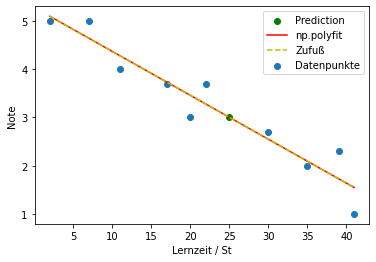 Prediction
np.polyfit
Zufuß
Datenpunkte
5
4
3
2
1
Note
5 10 15 20 25 30 35 40
Lernzeit / St